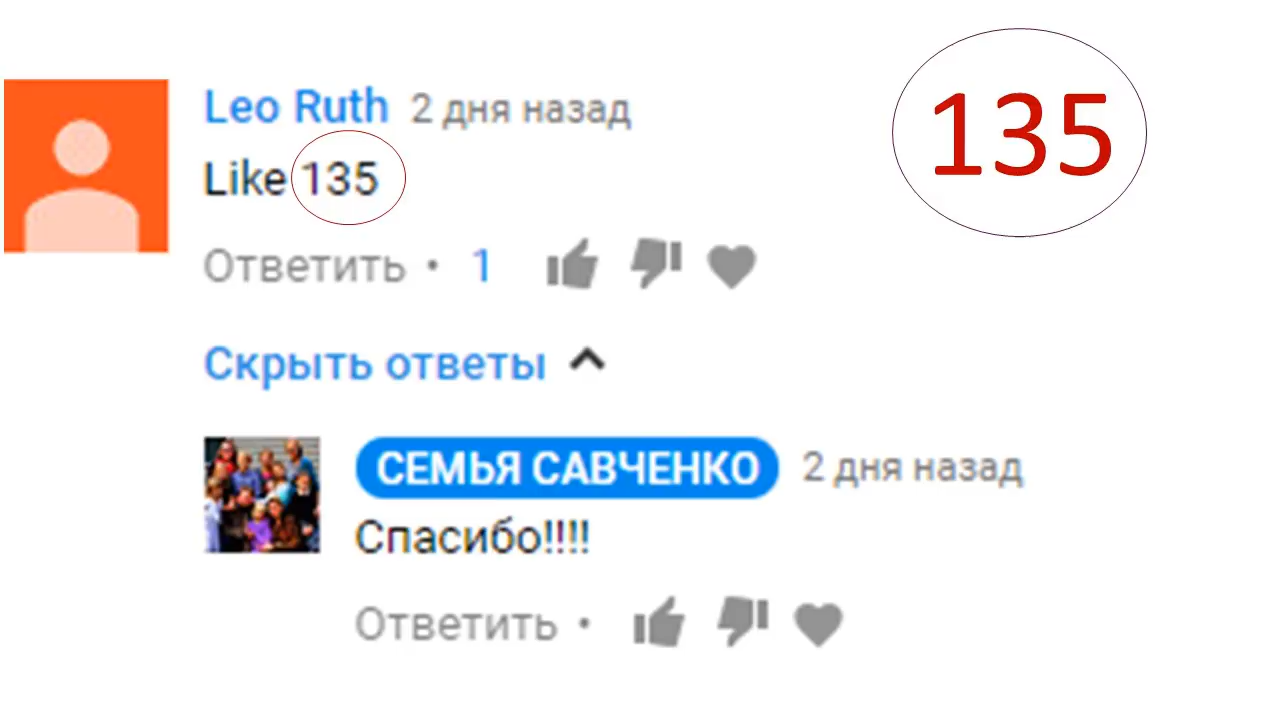 Leo Ruth 2 дня назад
Like 135
135
Ответить • 1
Скрыть ответы
СЕМЬЯ САВЧЕНКО 2 дня назад
Спасибо!!!!
Ответить •